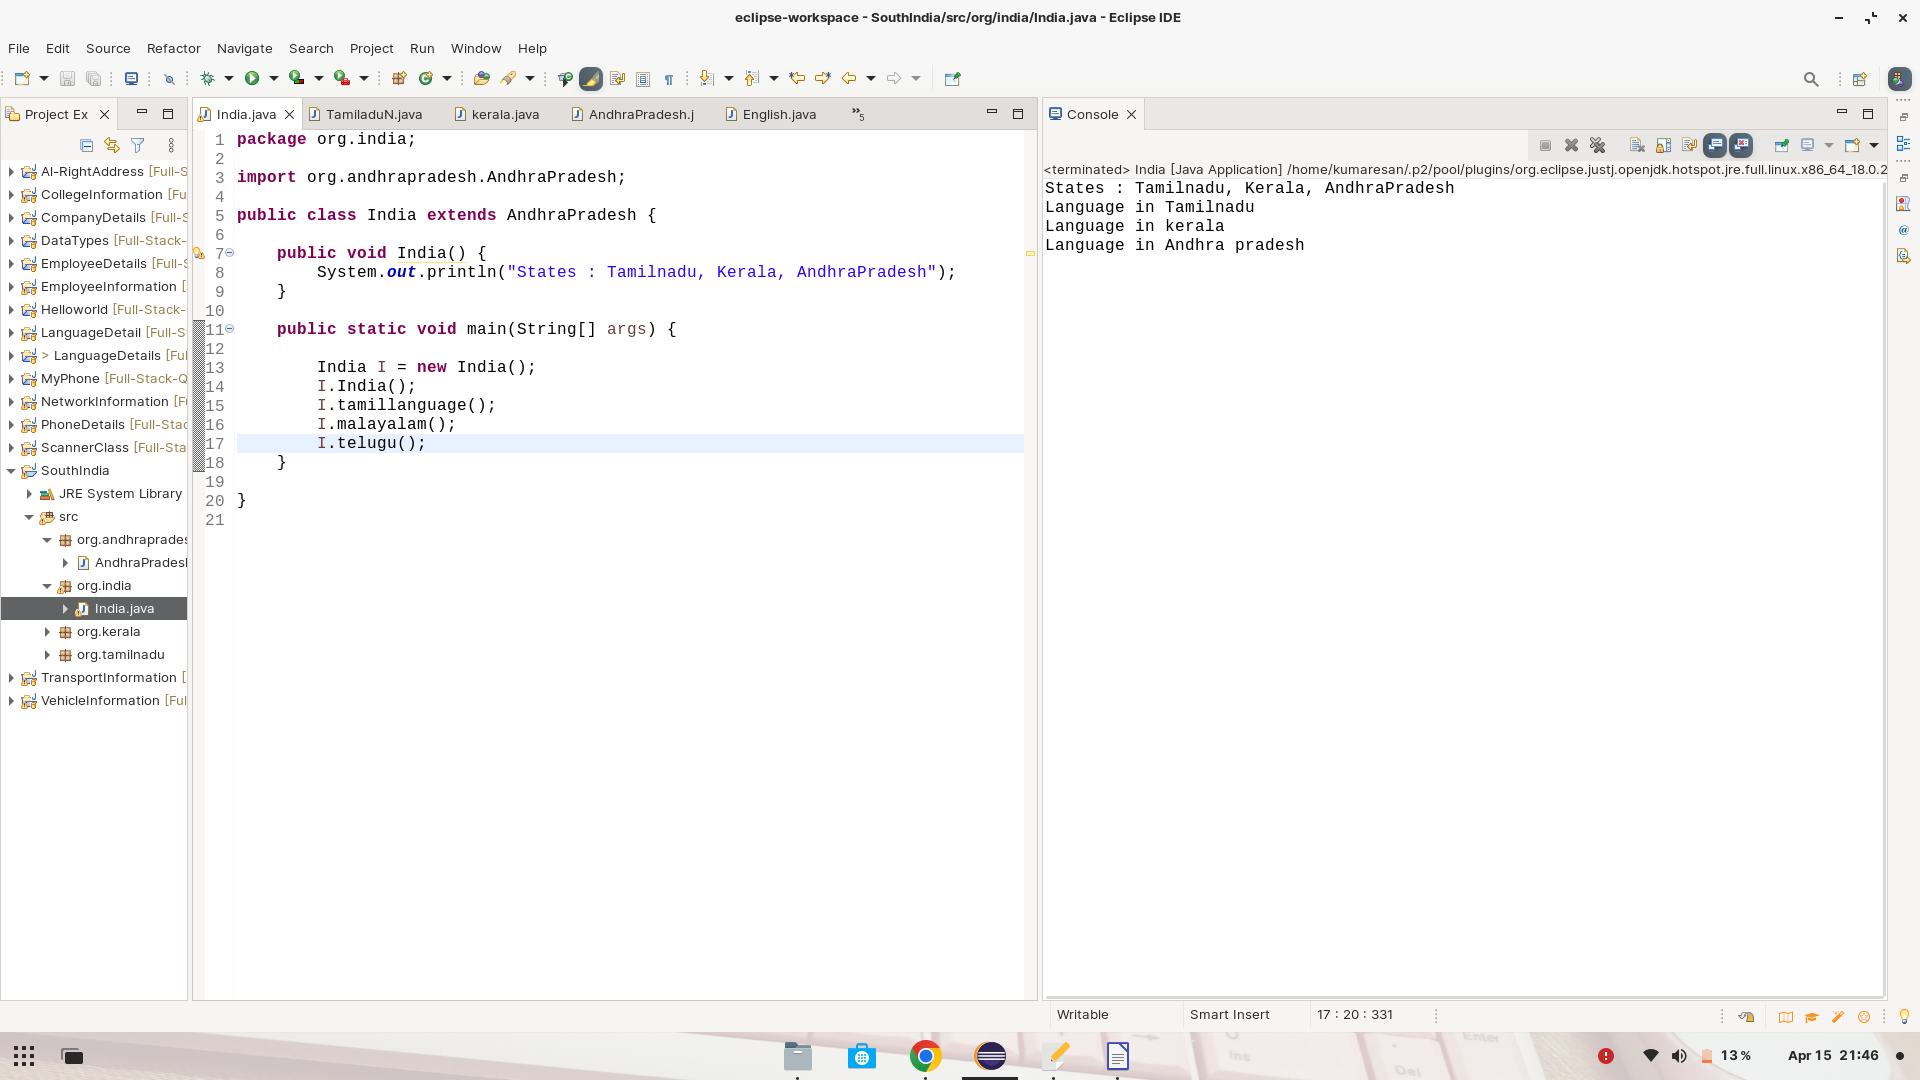 eclipse-workspace - SouthIndia/src/org/india/India.java - Eclipse IDE
File Edit Source Refactor Navigate Search Project Run Window Help
Project Ex
India.java TamiladuN.java kerala.java AndhraPradesh.j English.java »5
Console
AI-RightAddress [Full-S
CollegeInformation [Fu
CompanyDetails [Full-S
DataTypes [Full-Stack-
EmployeeDetails [Full-S
EmployeeInformation [
Helloworld [Full-Stack-
LanguageDetail [Full-S
> LanguageDetails [Ful
MyPhone [Full-Stack-Q
NetworkInformation [Fu
PhoneDetails [Full-Stac
ScannerClass [Full-Sta
SouthIndia
JRE System Library
src
org.andhraprades
AndhraPradesh
org.india
India.java
org.kerala
org.tamilnadu
TransportInformation [
VehicleInformation [Ful
1 package org.india;
2
3 import org.andhrapradesh.AndhraPradesh;
4
5 public class India extends AndhraPradesh {
6
7 public void India() {
8 System.out.println("States : Tamilnadu, Kerala, AndhraPradesh");
9 }
10
11 public static void main(String[] args) {
12
13 India I = new India();
14 I.India();
15 I.tamillanguage();
16 I.malayalam();
17 I.telugu();
18 }
19
20 }
21
<terminated> India [Java Application] /home/kumaresan/.p2/pool/plugins/org.eclipse.justj.openjdk.hotspot.jre.full.linux.x86_64_18.0.2
States : Tamilnadu, Kerala, AndhraPradesh
Language in Tamilnadu
Language in kerala
Language in Andhra pradesh
Writable Smart Insert 17 : 20 : 331
13 % Apr 15 21:46